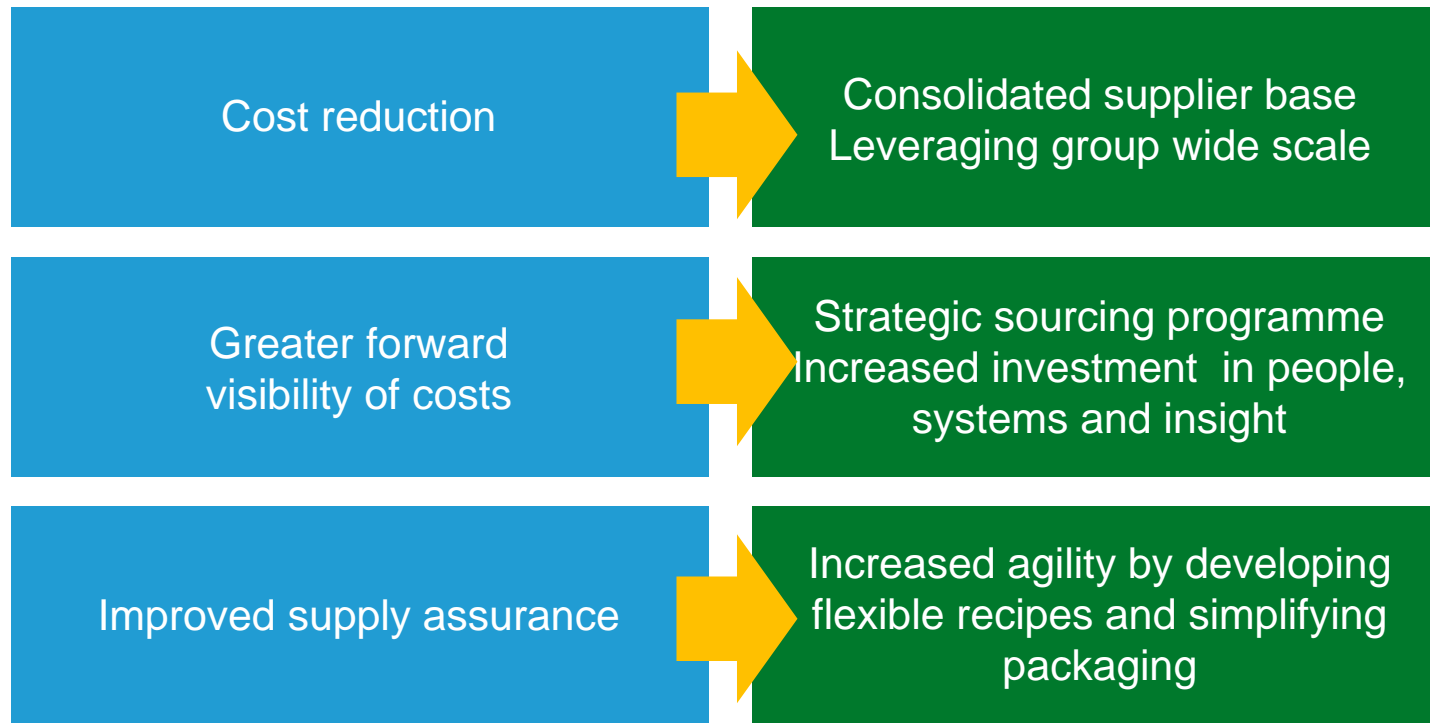 Cost reduction
Consolidated supplier base
Leveraging group wide scale
Greater forward
visibility of costs
Strategic sourcing programme
Increased investment  in people,
systems and insight
Improved supply assurance
Increased agility by developing
flexible recipes and simplifying
packaging